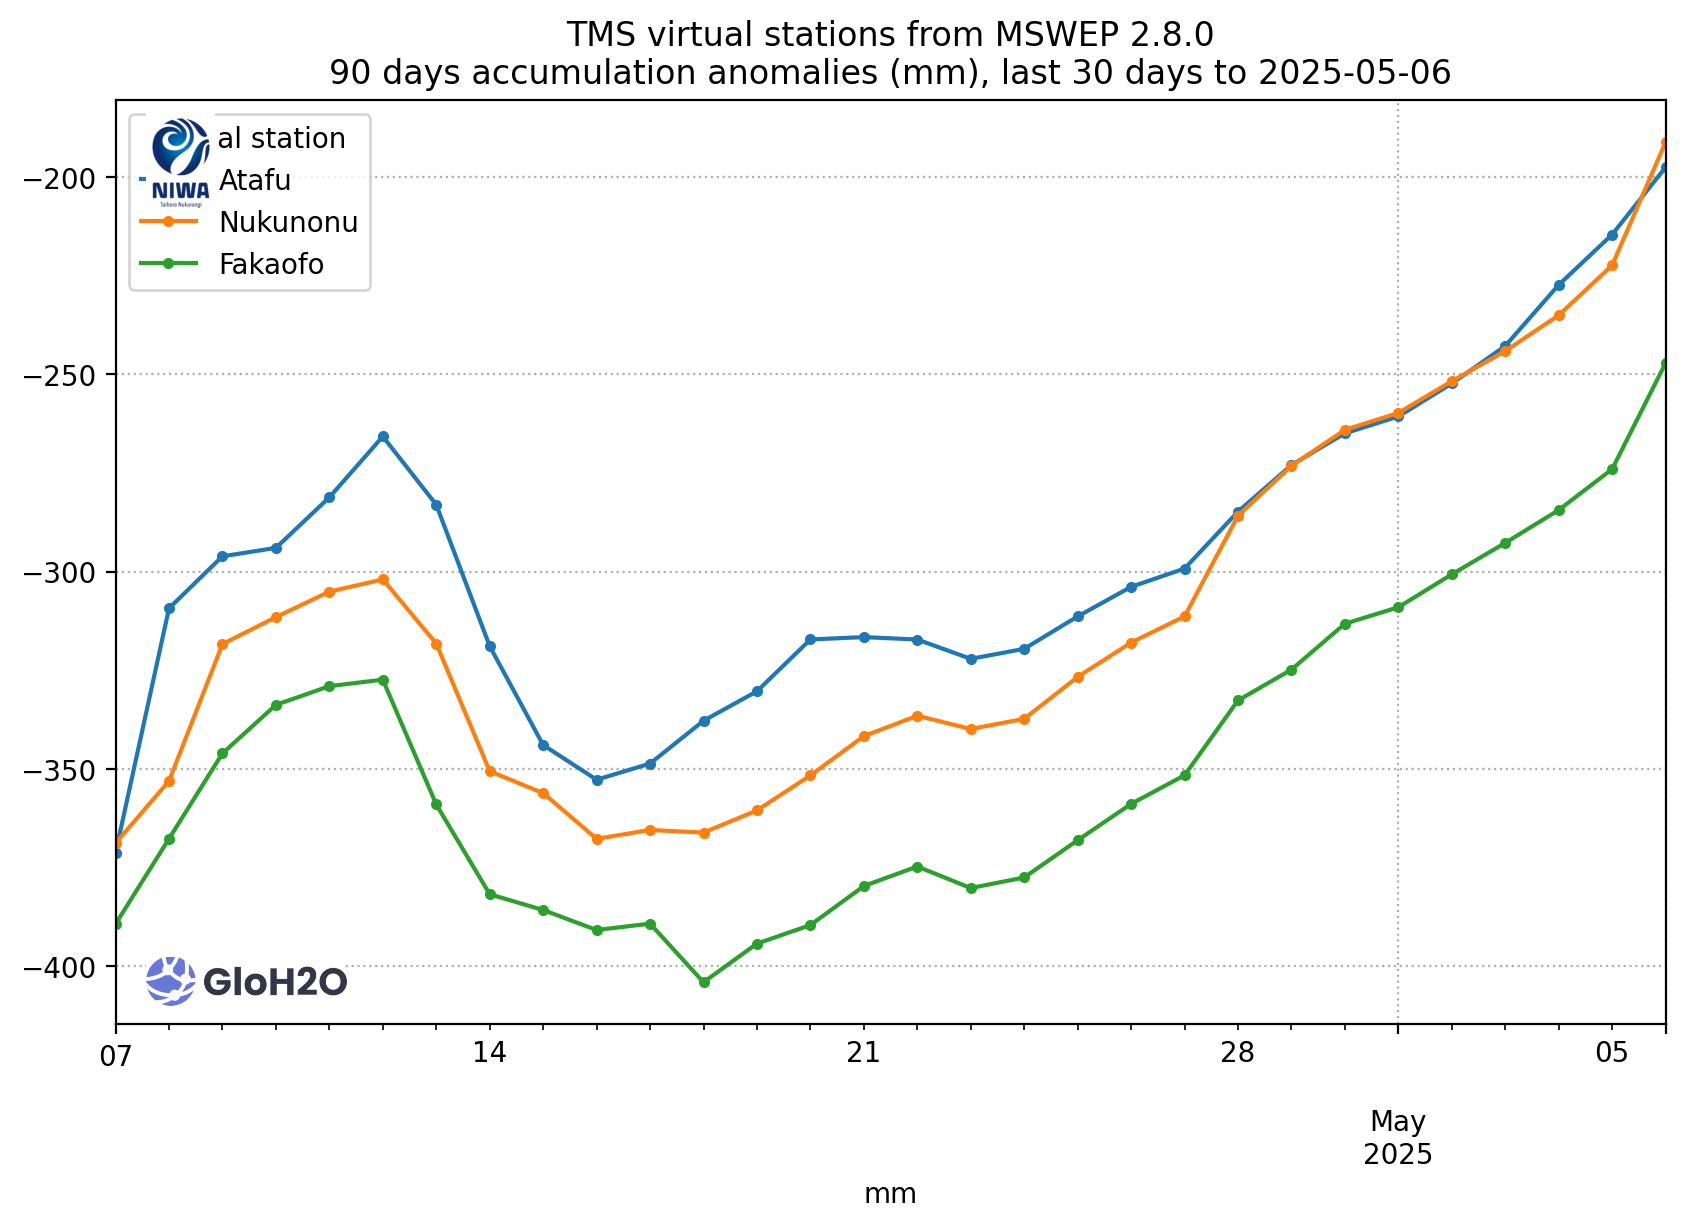 TMS virtual stations from MSWEP 2.8.0
90 days accumulation anomalies (mm), last 30 days to 2025-05-06
al station
Atafu
Nukunonu
Fakaofo
NIWA
Taihoro Nukurangi
−200
−250
−300
−350
−400
GloH2O
07
14
21
28
05
May
2025
mm